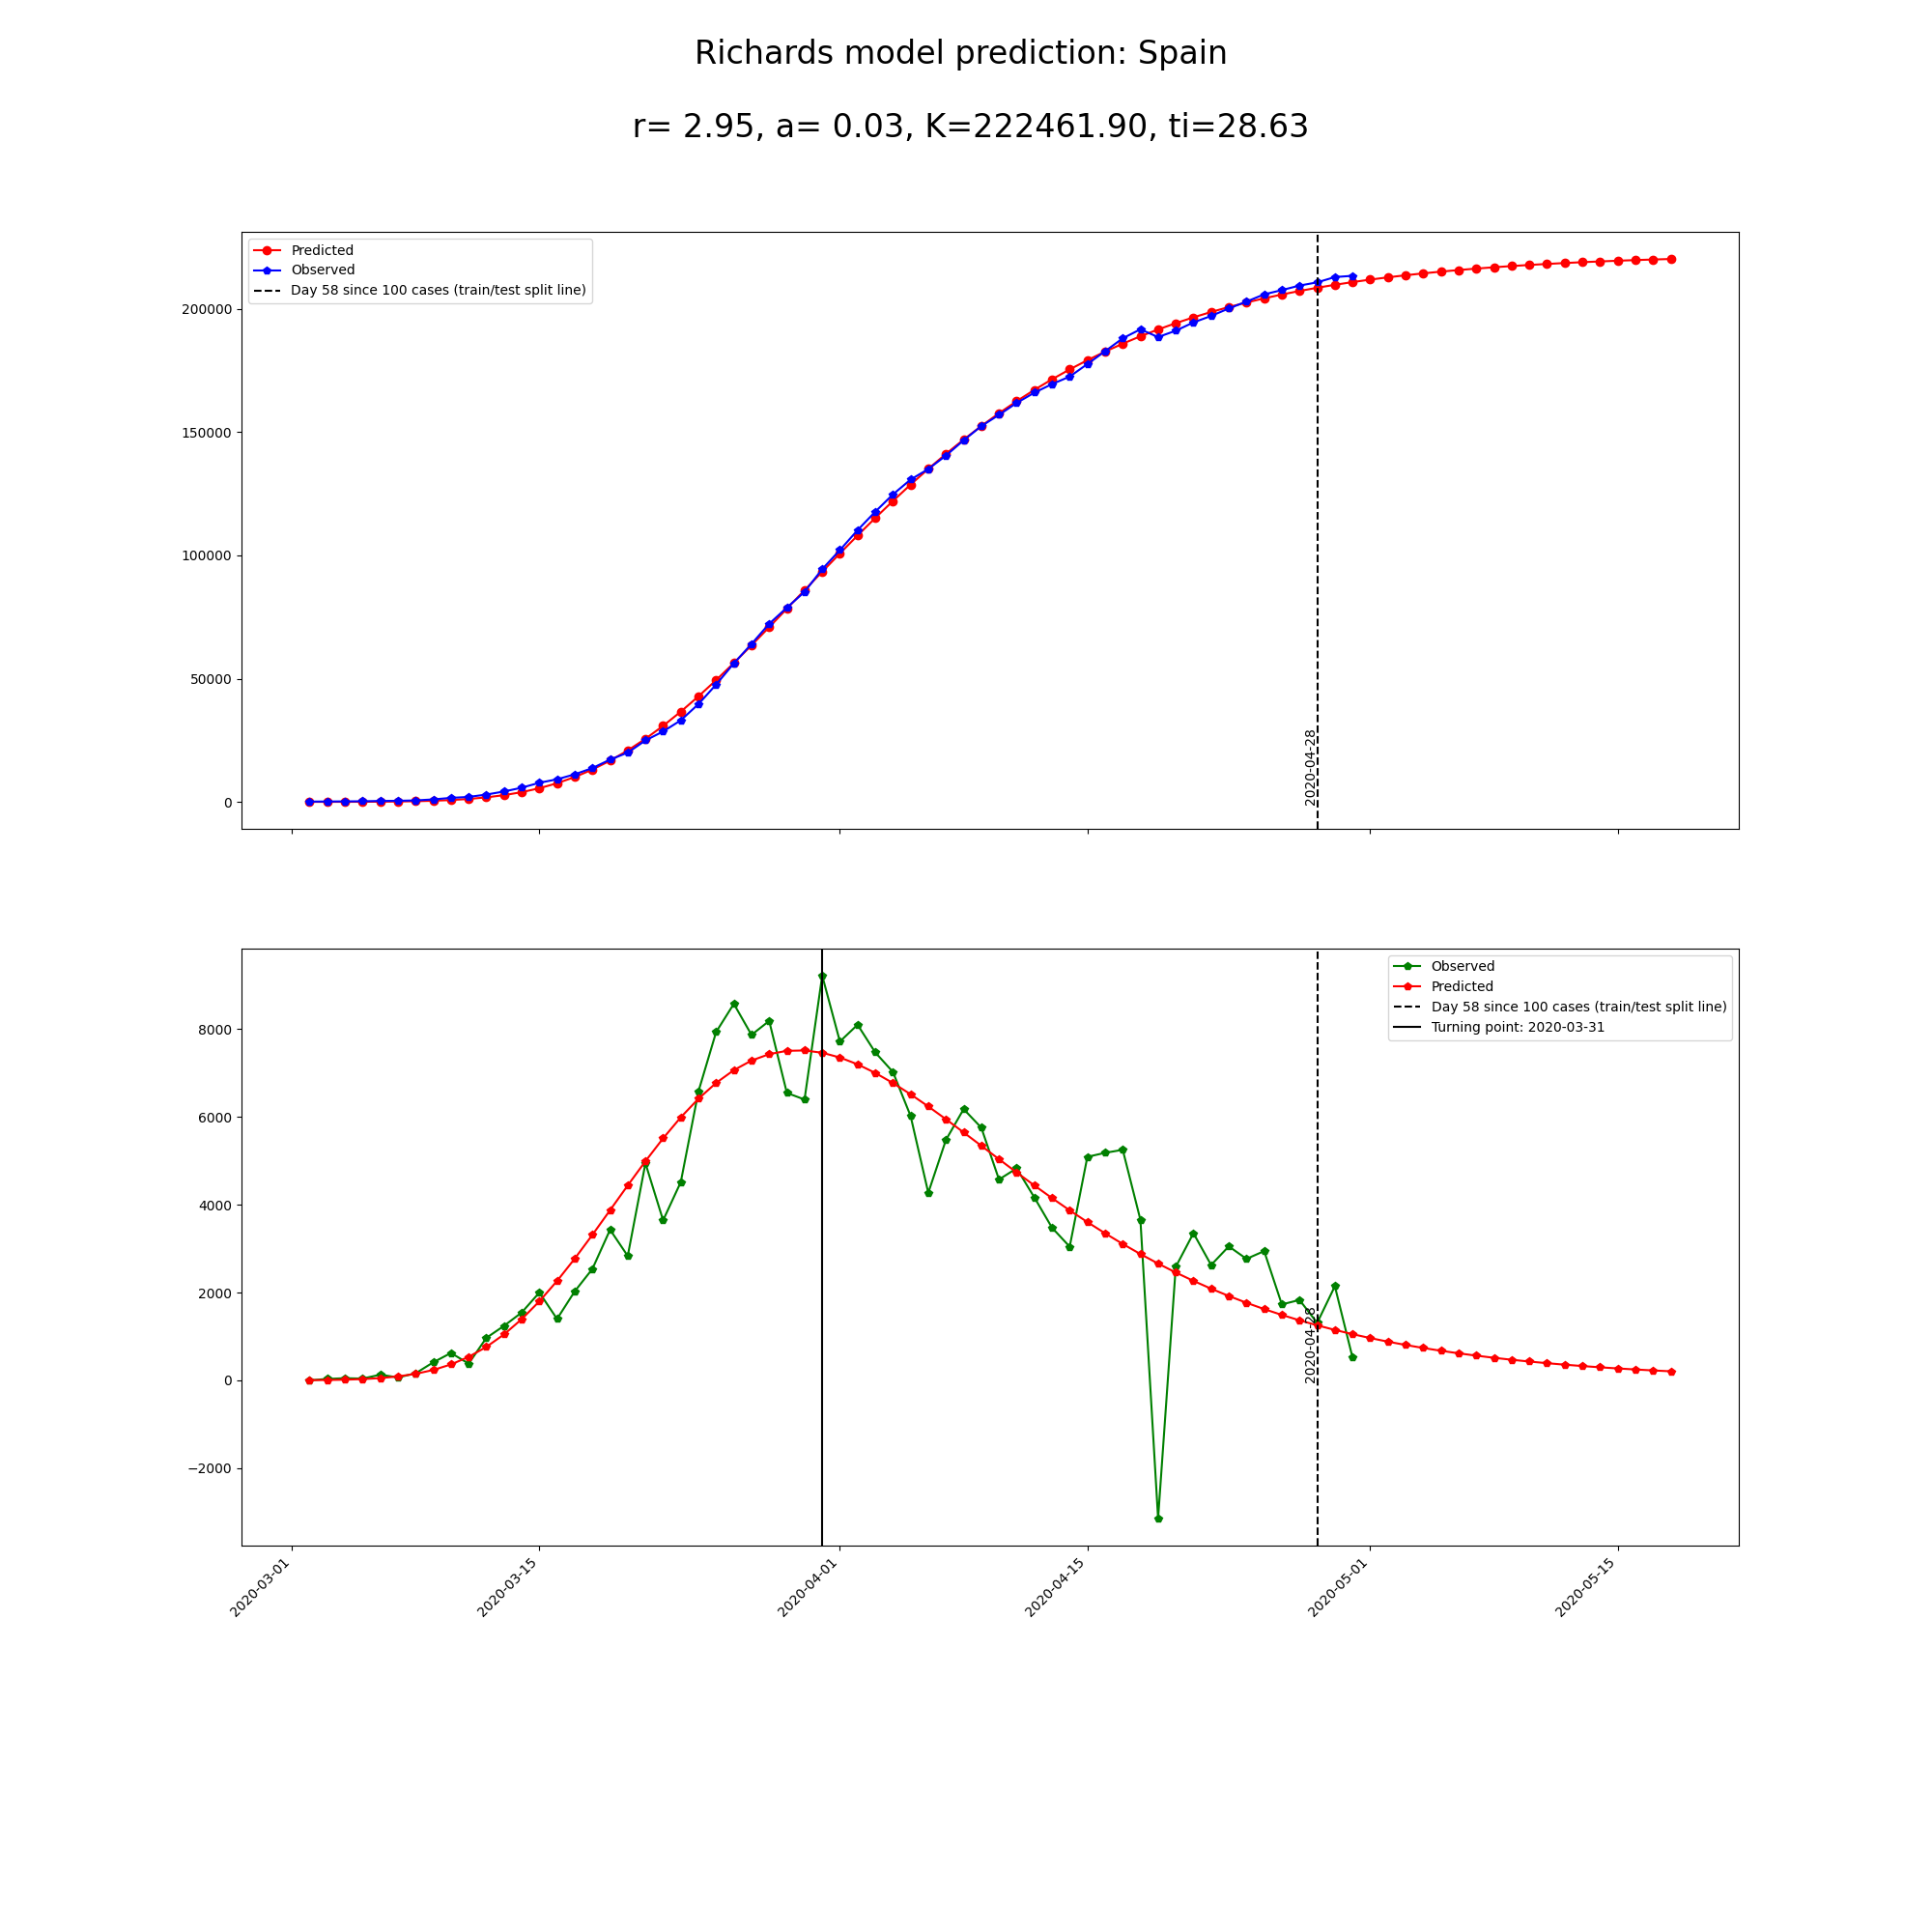 Richards model prediction: Spain
r= 2.95, a= 0.03, K=222461.90, ti=28.63
Predicted
Observed
Day 58 since 100 cases (train/test split line)
200000
150000
100000
50000
0
2020-04-28
Observed
Predicted
Day 58 since 100 cases (train/test split line)
Turning point: 2020-03-31
8000
6000
4000
2000
0
−2000
2020-04-28
2020-03-01
2020-03-15
2020-04-01
2020-04-15
2020-05-01
2020-05-15